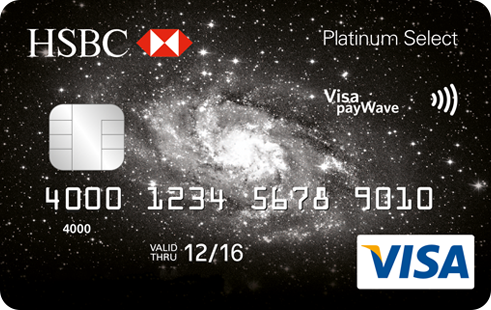 HSBC
Platinum Select
Visa
payWave
4000 1234 5678 9010
4000
VALID
THRU 12/16
VISA